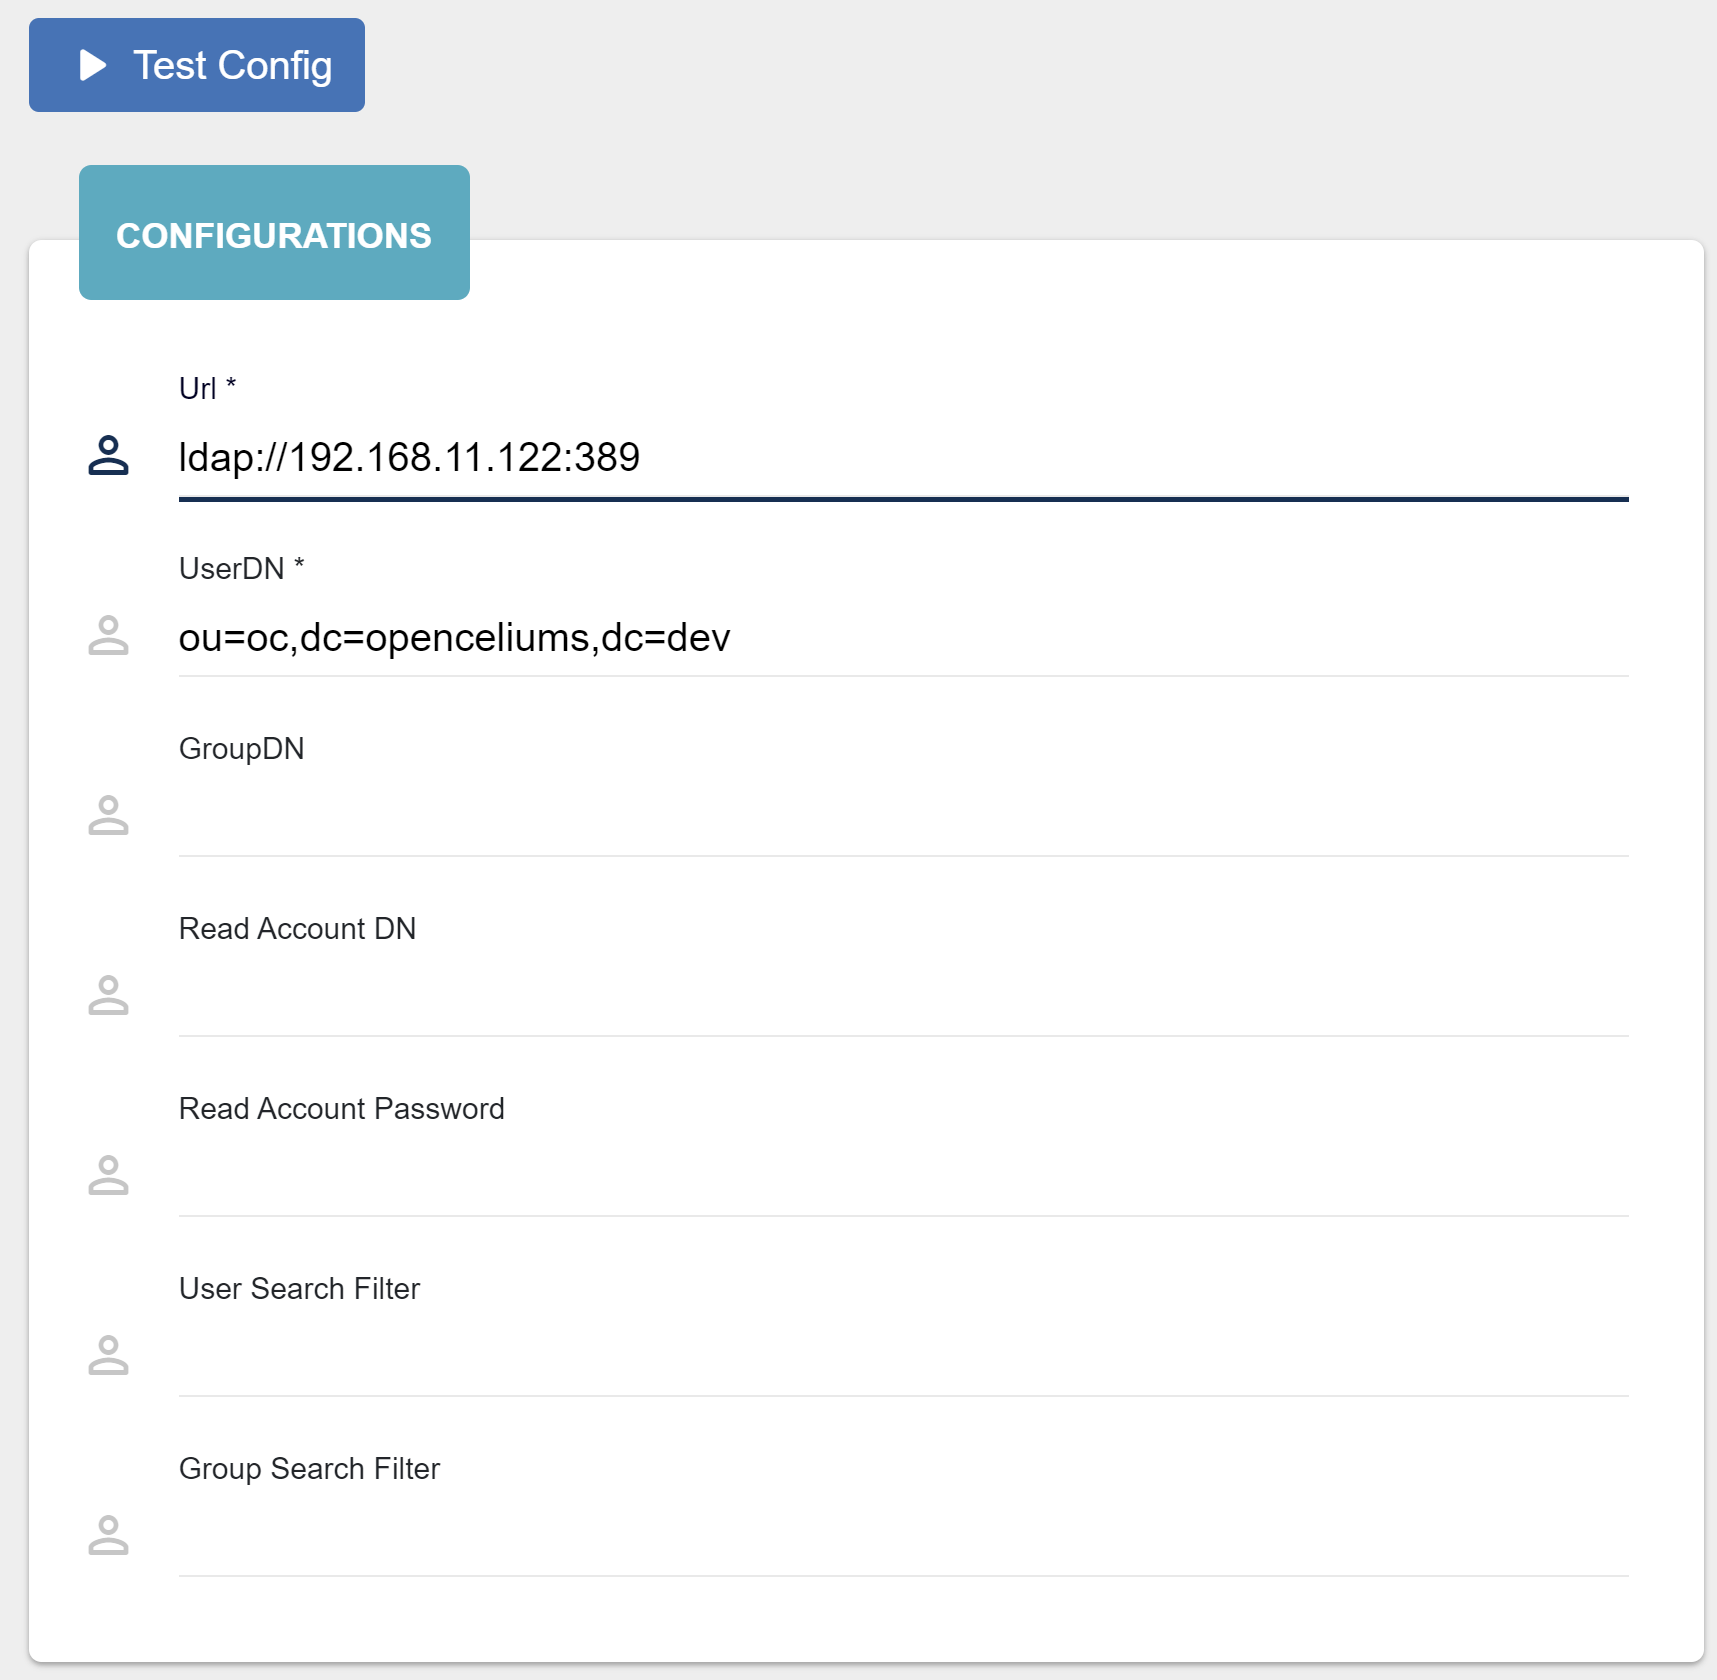 Test Config
CONFIGURATIONS
Url *
ldap://192.168.11.122:389
UserDN *
ou=oc,dc=openceliums,dc=dev
GroupDN
Read Account DN
Read Account Password
User Search Filter
Group Search Filter